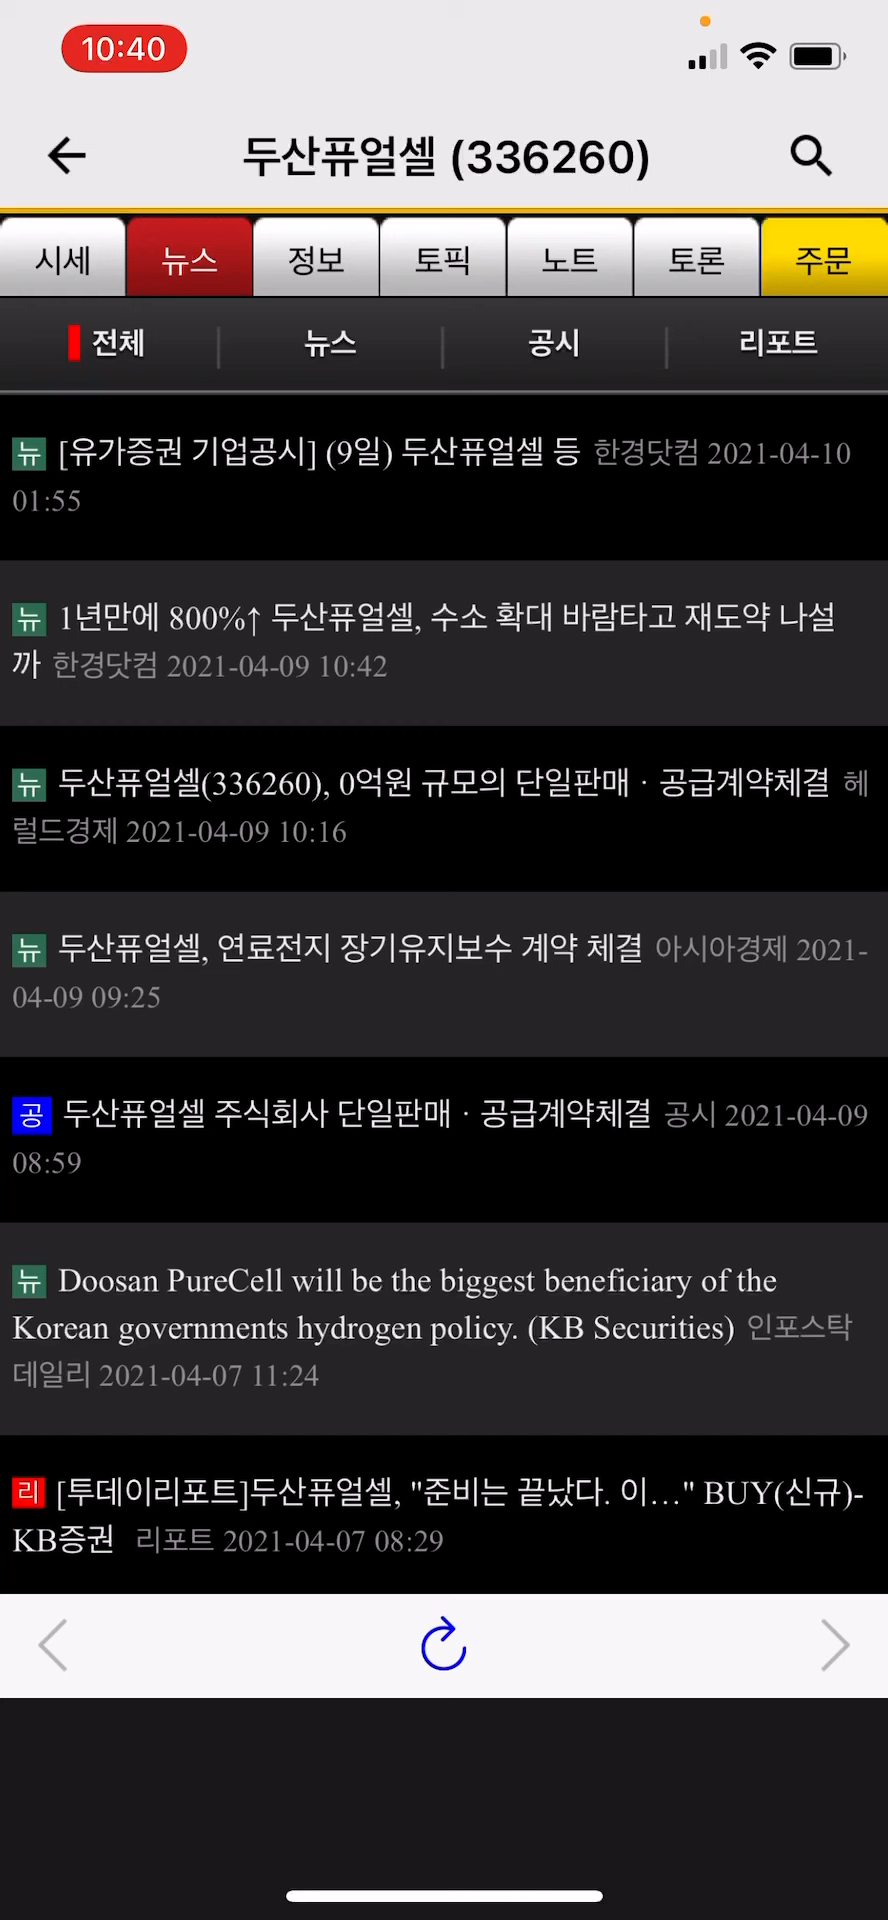 10:40
두산퓨얼셀 (336260)
시세 뉴스 정보 토픽 노트 토론 주문
전체 뉴스 공시 리포트
뉴 [유가증권 기업공시] (9일) 두산퓨얼셀 등 한경닷컴 2021-04-10
01:55
뉴 1년만에 800%↑ 두산퓨얼셀, 수소 확대 바람타고 재도약 나설
까 한경닷컴 2021-04-09 10:42
뉴 두산퓨얼셀(336260), 0억원 규모의 단일판매ㆍ공급계약체결 헤
럴드경제 2021-04-09 10:16
뉴 두산퓨얼셀, 연료전지 장기유지보수 계약 체결 아시아경제 2021-
04-09 09:25
공 두산퓨얼셀 주식회사 단일판매ㆍ공급계약체결 공시 2021-04-09
08:59
뉴 Doosan PureCell will be the biggest beneficiary of the
Korean governments hydrogen policy. (KB Securities) 인포스탁
데일리 2021-04-07 11:24
리 [투데이리포트]두산퓨얼셀, "준비는 끝났다. 이…" BUY(신규)-
KB증권 리포트 2021-04-07 08:29